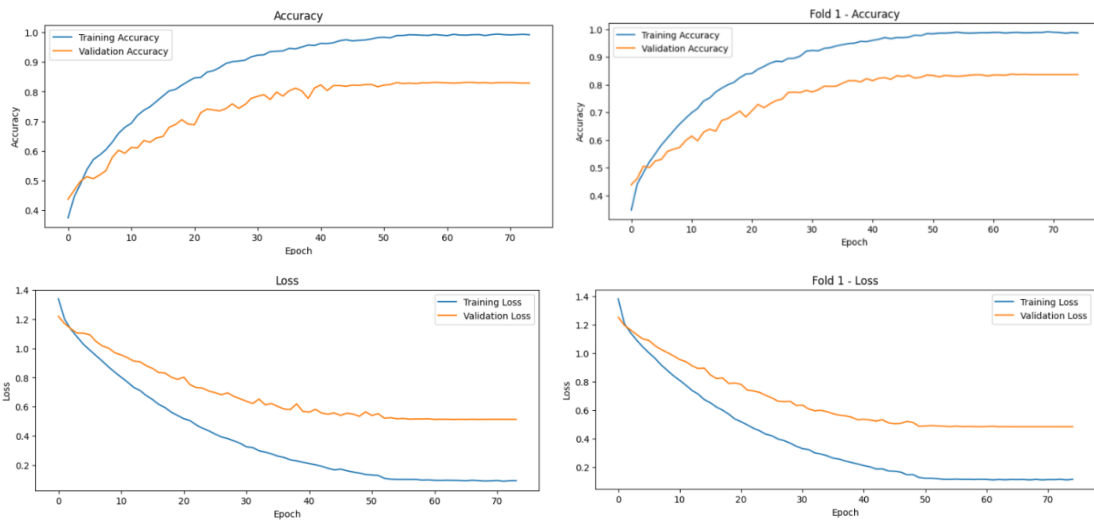 Accuracy
Training Accuracy
Validation Accuracy
1.0
0.9
0.8
0.7
0.6
0.5
0.4
Accuracy
0 10 20 30 40 50 60 70
Epoch
Fold 1 - Accuracy
Training Accuracy
Validation Accuracy
1.0
0.9
0.8
0.7
0.6
0.5
0.4
Accuracy
0 10 20 30 40 50 60 70
Epoch
Loss
Training Loss
Validation Loss
1.4
1.2
1.0
0.8
0.6
0.4
0.2
Loss
0 10 20 30 40 50 60 70
Epoch
Fold 1 - Loss
Training Loss
Validation Loss
1.4
1.2
1.0
0.8
0.6
0.4
0.2
Loss
0 10 20 30 40 50 60 70
Epoch